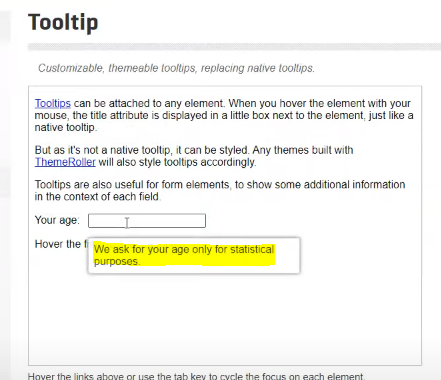 Tooltip
Customizable, themeable tooltips, replacing native tooltips.
Tooltips can be attached to any element. When you hover the element with your
mouse, the title attribute is displayed in a little box next to the element, just like a
native tooltip.
But as it's not a native tooltip, it can be styled. Any themes built with
ThemeRoller will also style tooltips accordingly.
Tooltips are also useful for form elements, to show some additional information
in the context of each field.
Your age:
Hover the f
We ask for your age only for statistical
purposes.
Hover the links above or use the tab key to cycle the focus on each element.